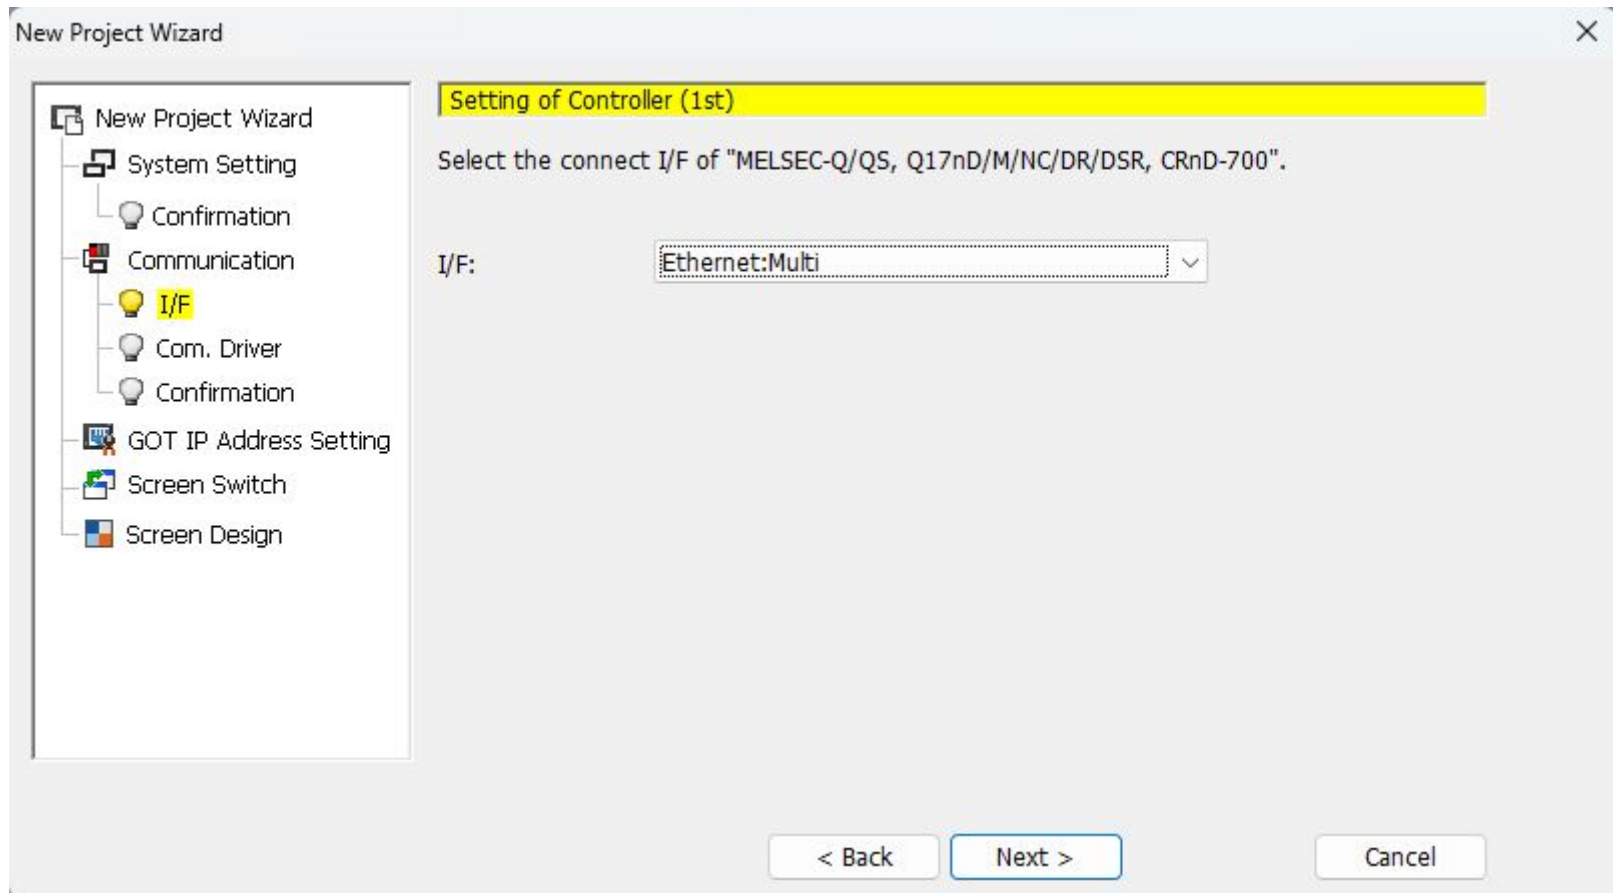 New Project Wizard
New Project Wizard
System Setting
Confirmation
Communication
I/F
Com. Driver
Confirmation
GOT IP Address Setting
Screen Switch
Screen Design
Setting of Controller (1st)
Select the connect I/F of "MELSEC-Q/QS, Q17nD/M/NC/DR/DSR, CRnD-700".
I/F:
Ethernet:Multi
< Back
Next >
Cancel